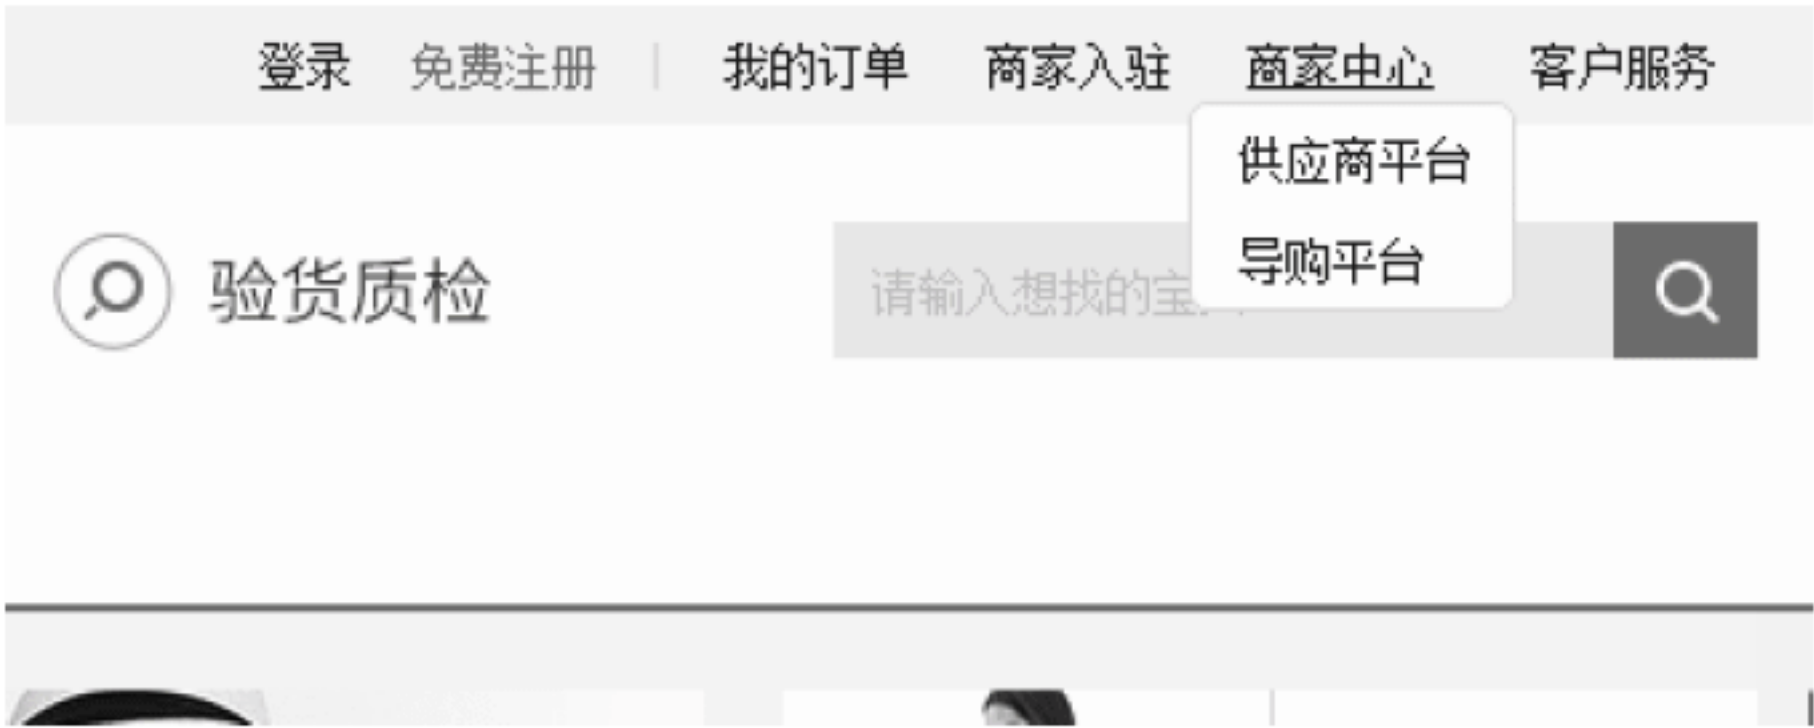 登录 免费注册 我的订单 商家入驻 商家中心 客户服务
供应商平台
导购平台
验货质检
请输入想找的宝